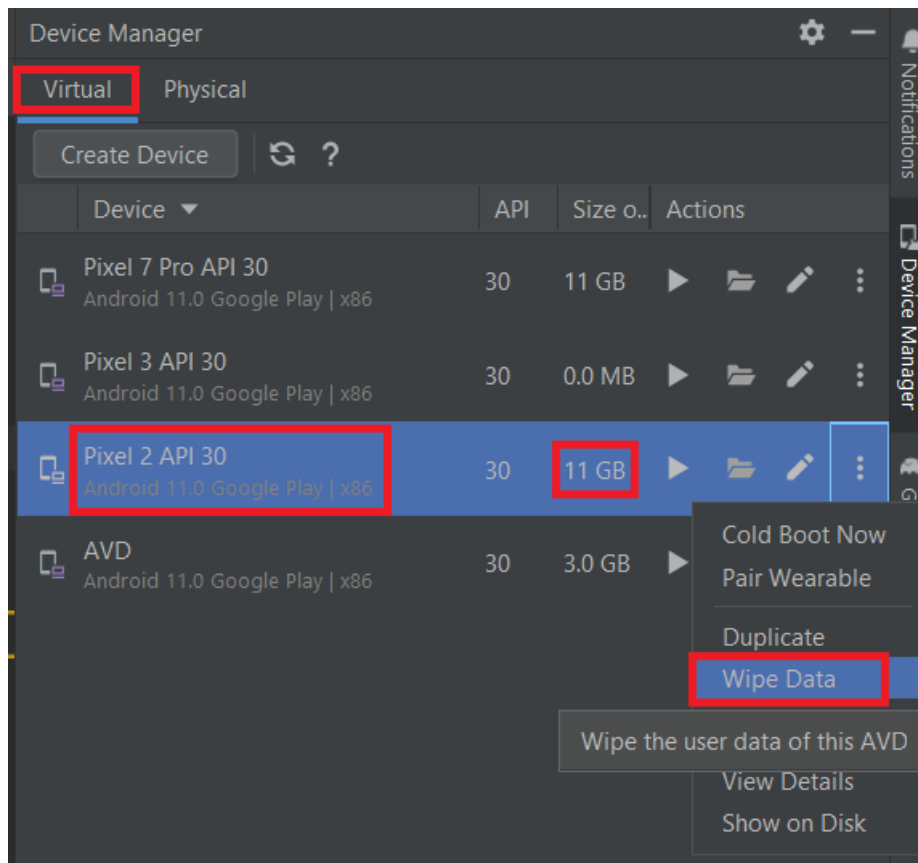 Device Manager
Notifications
Virtual Physical
Create Device ?
Device API Size o.. Actions
Pixel 7 Pro API 30 30 11 GB
Android 11.0 Google Play | x86
Device Manager
Pixel 3 API 30 30 0.0 MB
Android 11.0 Google Play | x86
Pixel 2 API 30 30 11 GB
Android 11.0 Google Play | x86
AVD 30 3.0 GB
Android 11.0 Google Play | x86
Cold Boot Now
Pair Wearable
Duplicate
Wipe Data
Wipe the user data of this AVD
View Details
Show on Disk